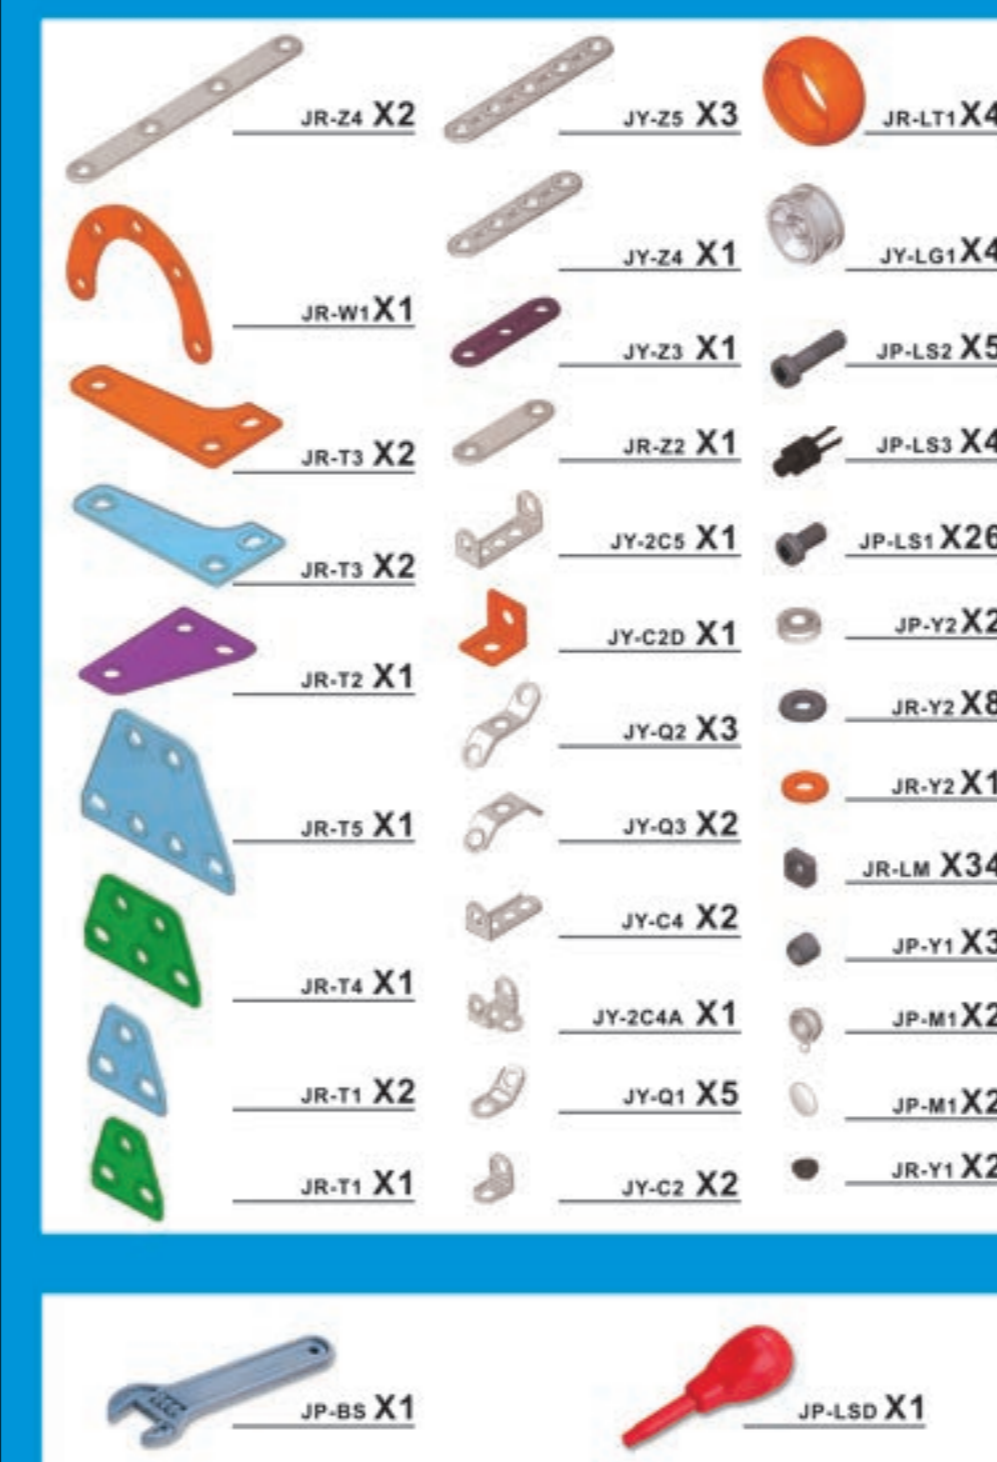 JR-Z4 X2
JR-W1 X1
JR-T3 X2
JR-T3 X2
JR-T2 X1
JR-T5 X1
JR-T4 X1
JR-T1 X2
JR-T1 X1
JY-Z5 X3
JY-Z4 X1
JY-Z3 X1
JR-Z2 X1
JY-2C5 X1
JY-C2D X1
JY-Q2 X3
JY-Q3 X2
JY-C4 X2
JY-2C4A X1
JY-Q1 X5
JY-C2 X2
JR-LT1 X4
JY-LG1 X4
JP-LS2 X5
JP-LS3 X4
JP-LS1 X26
JP-Y2 X2
JR-Y2 X8
JR-Y2 X1
JR-LM X34
JP-Y1 X3
JP-M1 X2
JP-M1 X2
JR-Y1 X2
JP-BS X1
JP-LSD X1